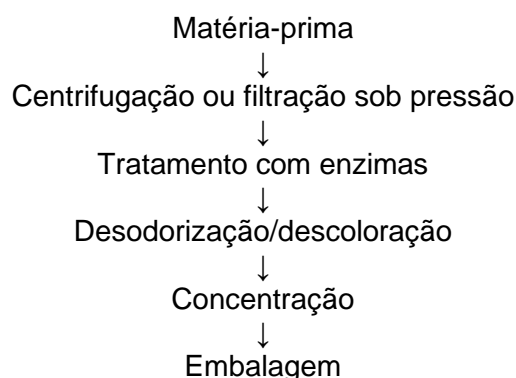 Matéria-prima
↓
Centrifugação ou filtração sob pressão
↓
Tratamento com enzimas
↓
Desodorização/descoloração
↓
Concentração
↓
Embalagem